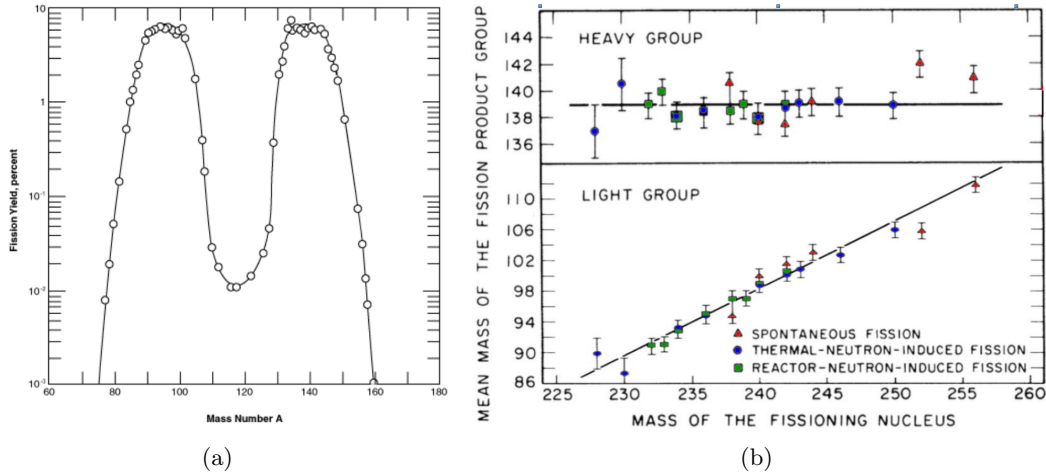 Fission Yield, percent
10
1
10⁻¹
10⁻²
10⁻³
60 80 100 120 140 160 180
Mass Number A
(a)
MEAN MASS OF THE FISSION PRODUCT GROUP
HEAVY GROUP
144
142
140
138
136
LIGHT GROUP
110
106
102
98
94
90
86
SPONTANEOUS FISSION
THERMAL-NEUTRON-INDUCED FISSION
REACTOR-NEUTRON-INDUCED FISSION
225 230 235 240 245 250 255 260
MASS OF THE FISSIONING NUCLEUS
(b)